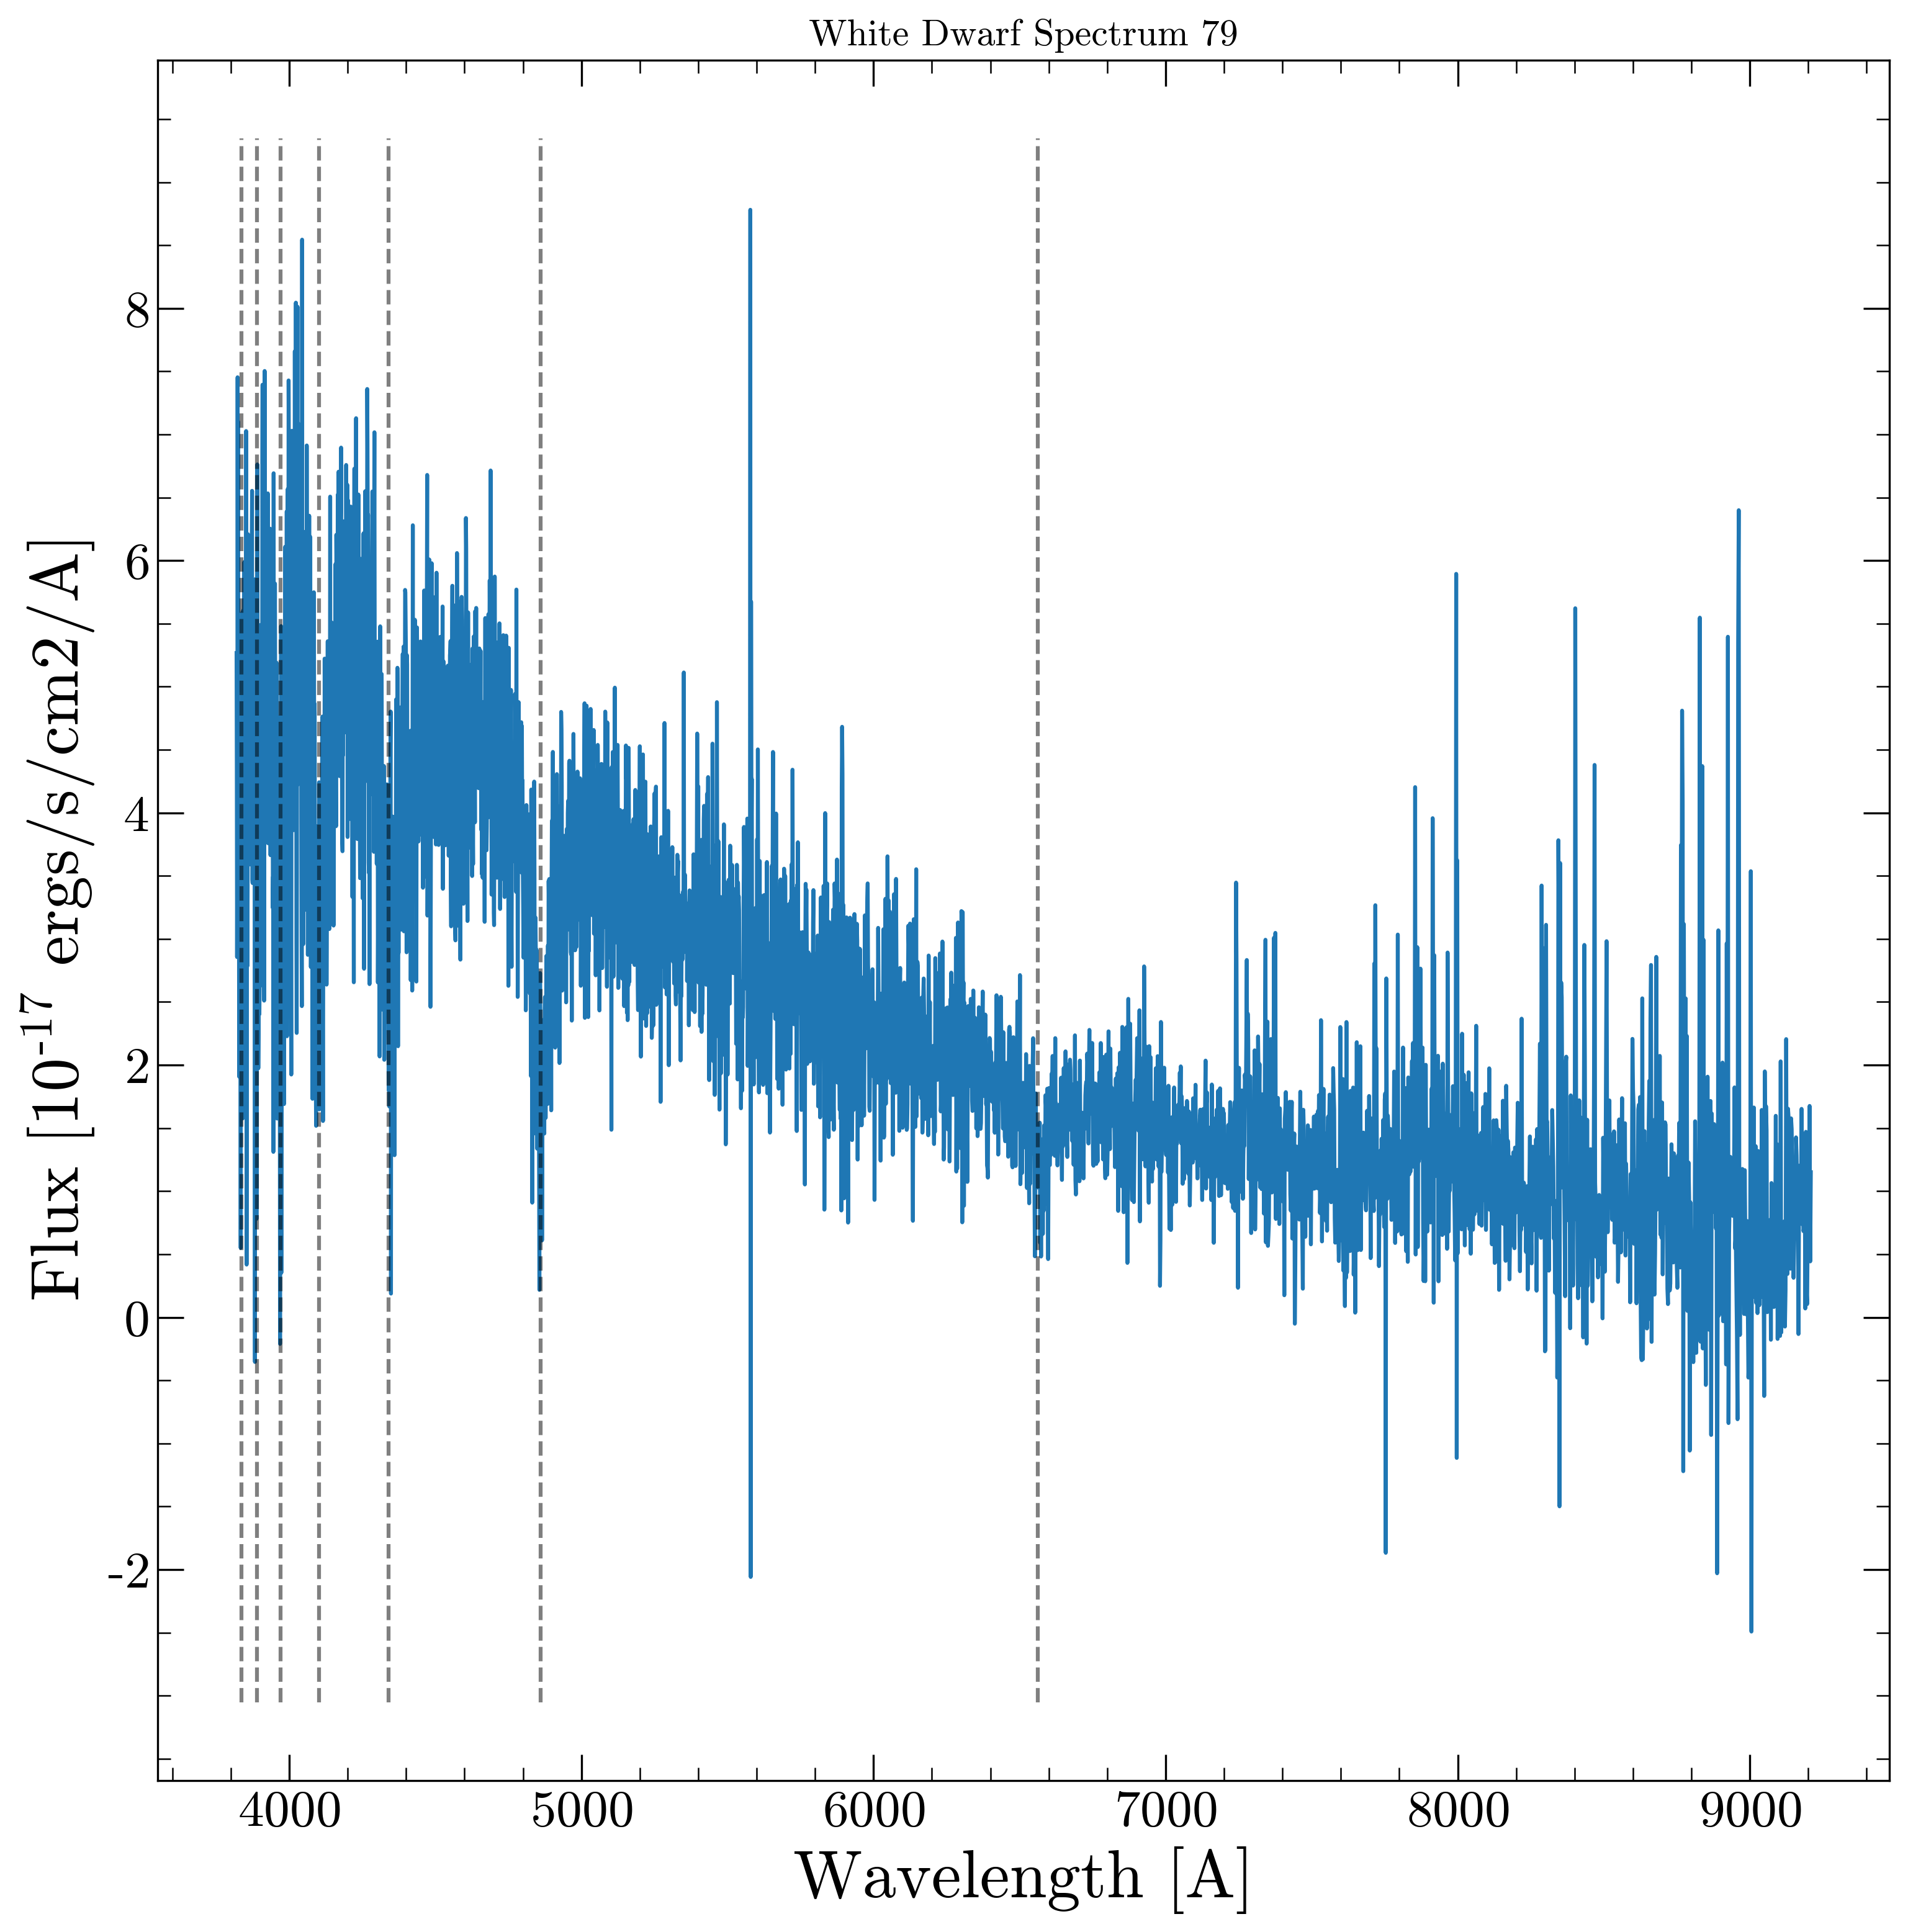 White Dwarf Spectrum 79
8
6
4
2
0
-2
Flux [10-17 ergs/s/cm2/A]
4000 5000 6000 7000 8000 9000
Wavelength [A]